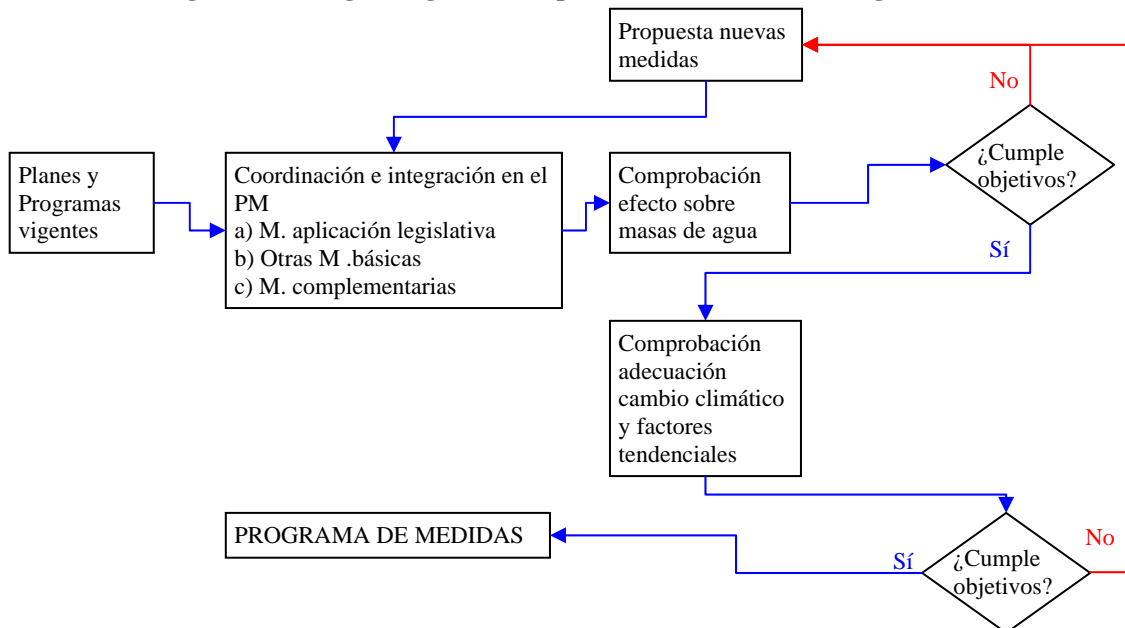 Propuesta nuevas
medidas
No
¿Cumple
objetivos?
Planes y
Programas
vigentes
Coordinación e integración en el
PM
a) M. aplicación legislativa
b) Otras M .básicas
c) M. complementarias
Comprobación
efecto sobre
masas de agua
Sí
Comprobación
adecuación
cambio climático
y factores
tendenciales
PROGRAMA DE MEDIDAS
Sí
¿Cumple
objetivos?
No